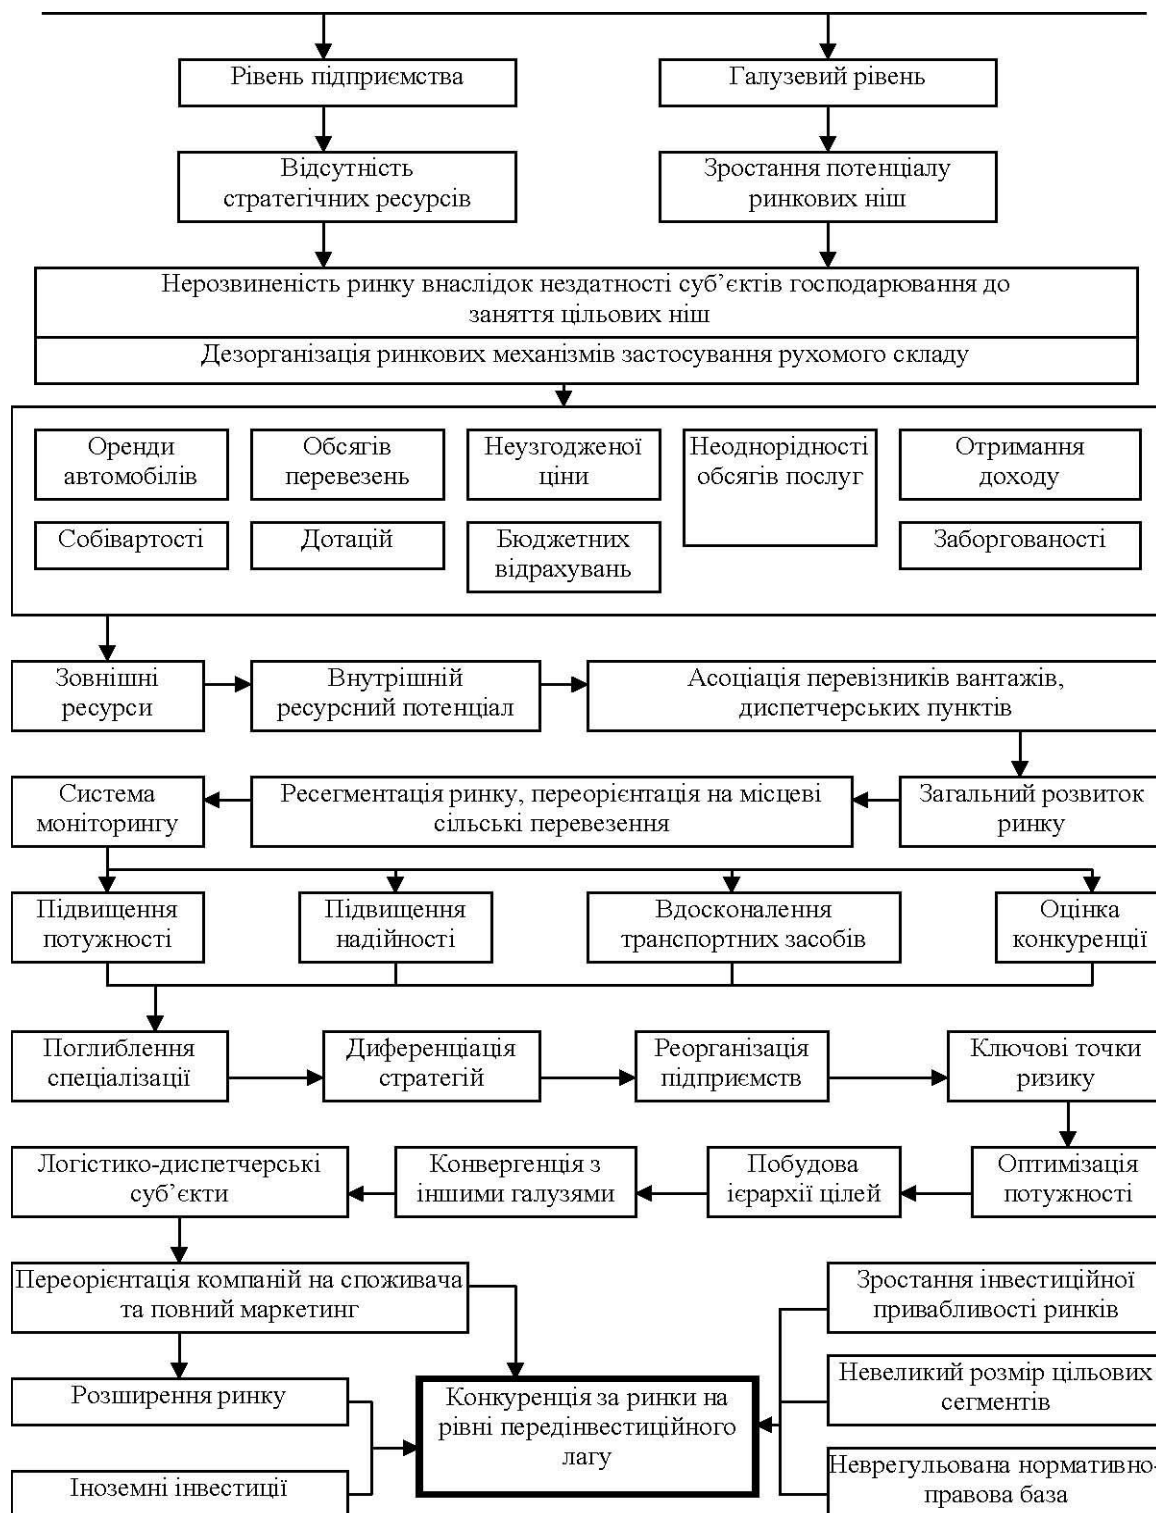 Рівень підприємства
Галузевий рівень
Відсутність
стратегічних ресурсів
Зростання потенціалу
ринкових ніш
Нерозвиненість ринку внаслідок нездатності суб’єктів господарювання до
заняття цільових ніш
Дезорганізація ринкових механізмів застосування рухомого складу
Оренди
автомобілів
Обсягів
перевезень
Неузгодженої
ціни
Неоднорідності
обсягів послуг
Отримання
доходу
Собівартості
Дотацій
Бюджетних
відрахувань
Заборгованості
Зовнішні
ресурси
Внутрішній
ресурсний потенціал
Асоціація перевізників вантажів,
диспетчерських пунктів
Система
моніторингу
Ресегментація ринку, переорієнтація на місцеві
сільські перевезення
Загальний розвиток
ринку
Підвищення
потужності
Підвищення
надійності
Вдосконалення
транспортних засобів
Оцінка
конкуренції
Поглиблення
спеціалізації
Диференціація
стратегій
Реорганізація
підприємств
Ключові точки
ризику
Логістико-диспетчерські
суб’єкти
Конвергенція з
іншими галузями
Побудова
ієрархії цілей
Оптимізація
потужності
Переорієнтація компаній на споживача
та повний маркетинг
Зростання інвестиційної
привабливості ринків
Розширення ринку
Конкуренція за ринки на
рівні передінвестиційного
лагу
Невеликий розмір цільових
сегментів
Іноземні інвестиції
Неврегульована нормативно-
правова база